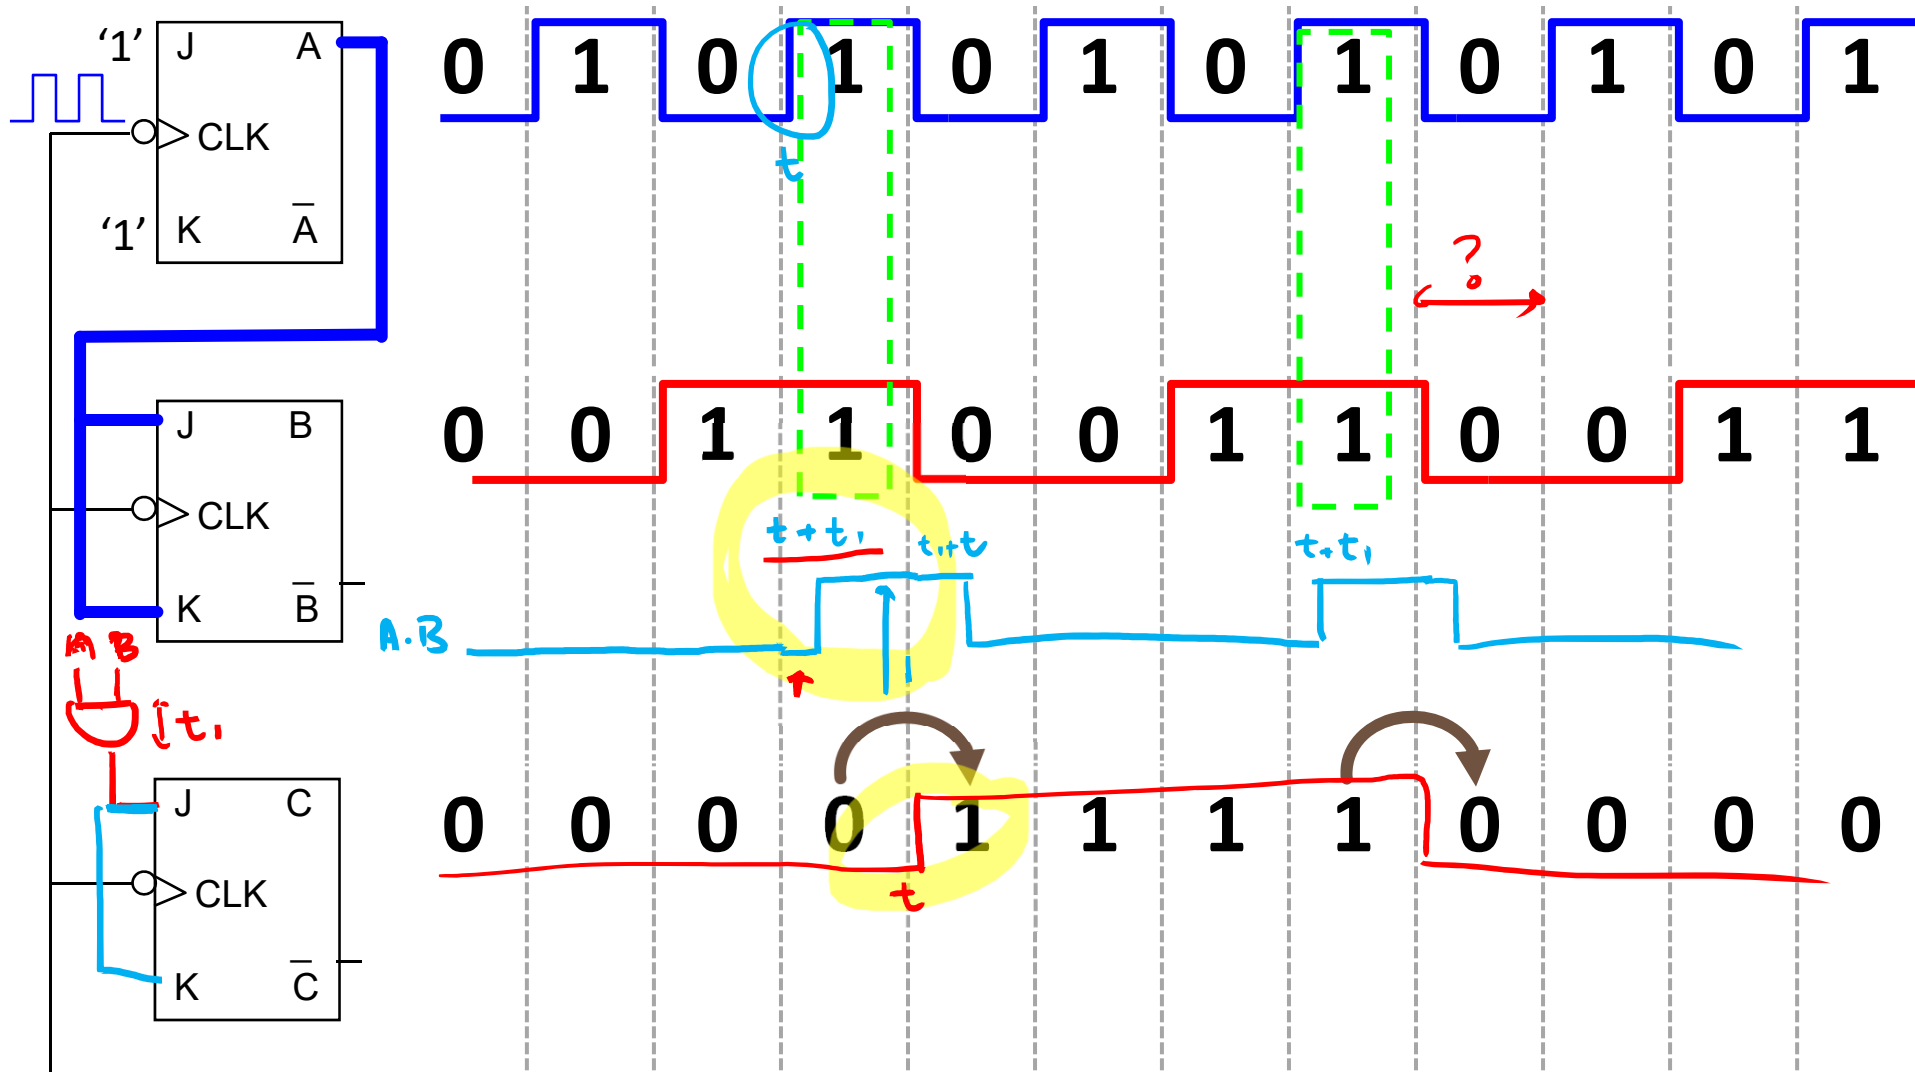 ‘1’ J A
CLK
‘1’ K A̅
0 1 0 1 0 1 0 1 0 1 0 1
t
?
J B
CLK
K B̅
0 0 1 1 0 0 1 1 0 0 1 1
t+t₁ t₁+t t+t₁
A.B
A B
t₁
J C
CLK
K C̅
0 0 0 0 1 1 1 1 0 0 0 0
t